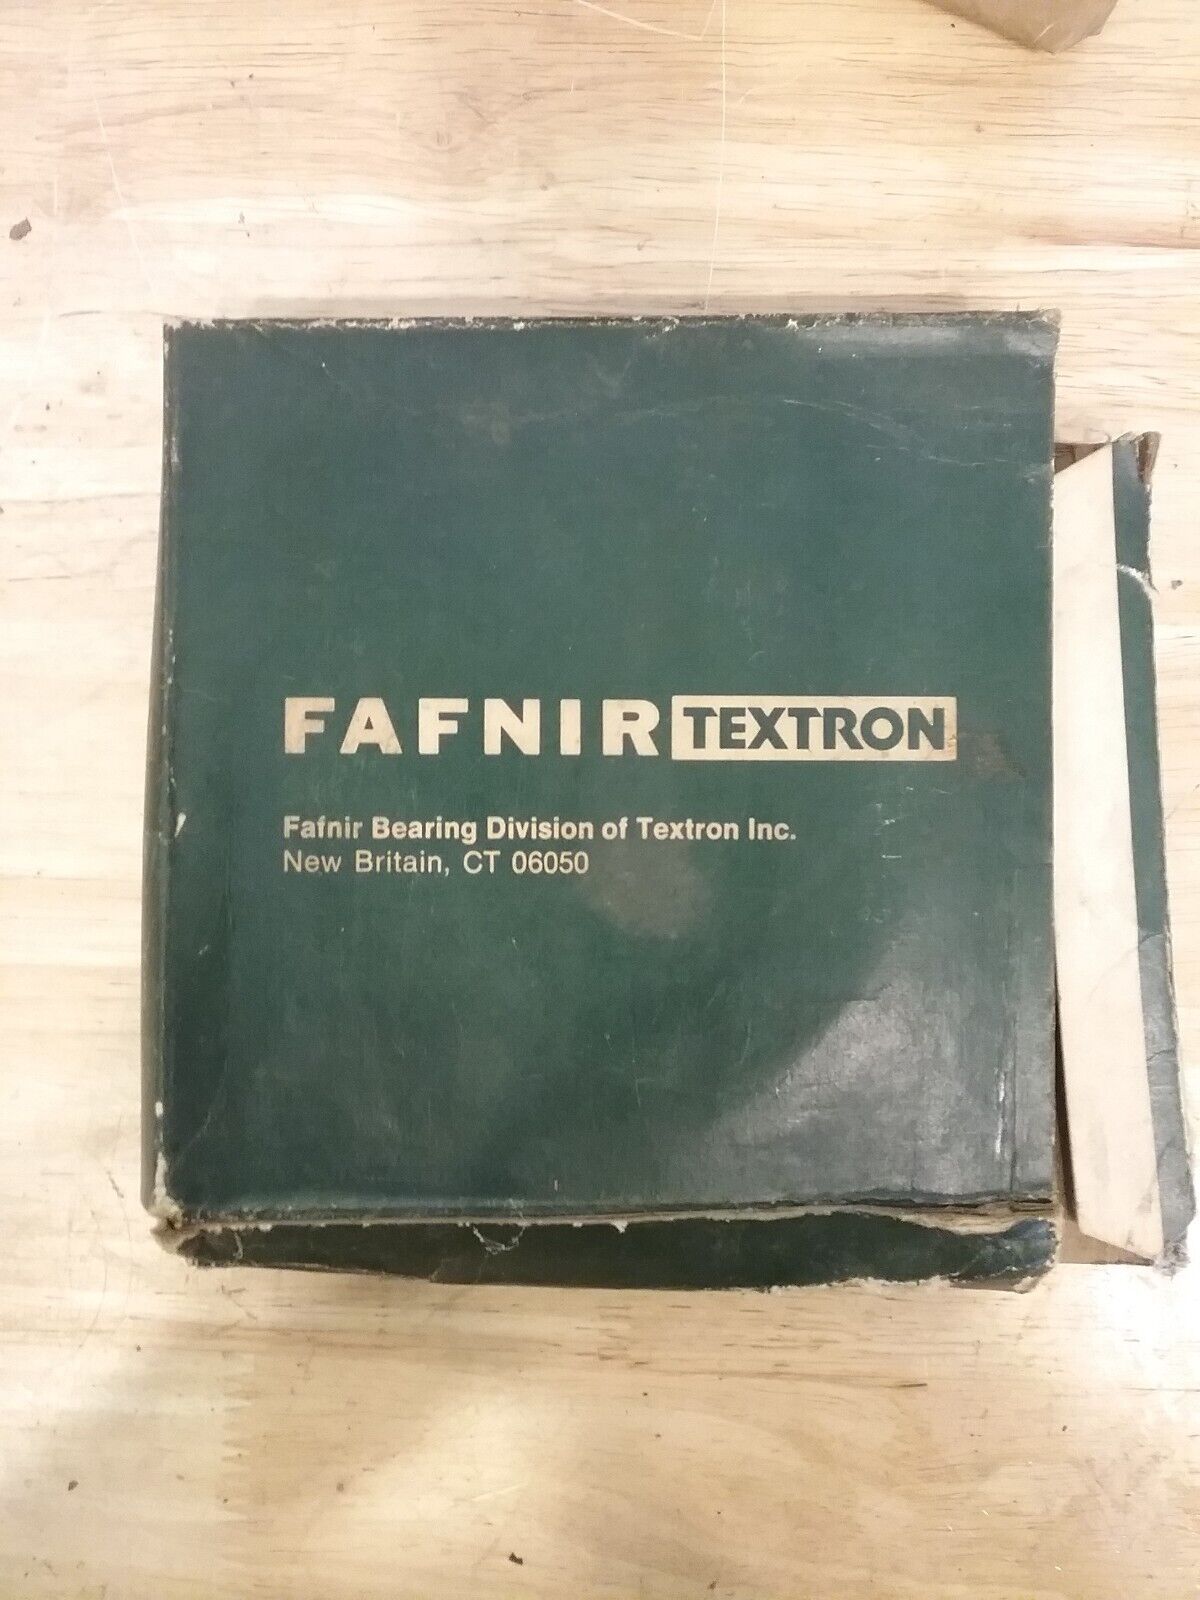 FAFNIR TEXTRON
Fafnir Bearing Division of Textron Inc.
New Britain, CT 06050